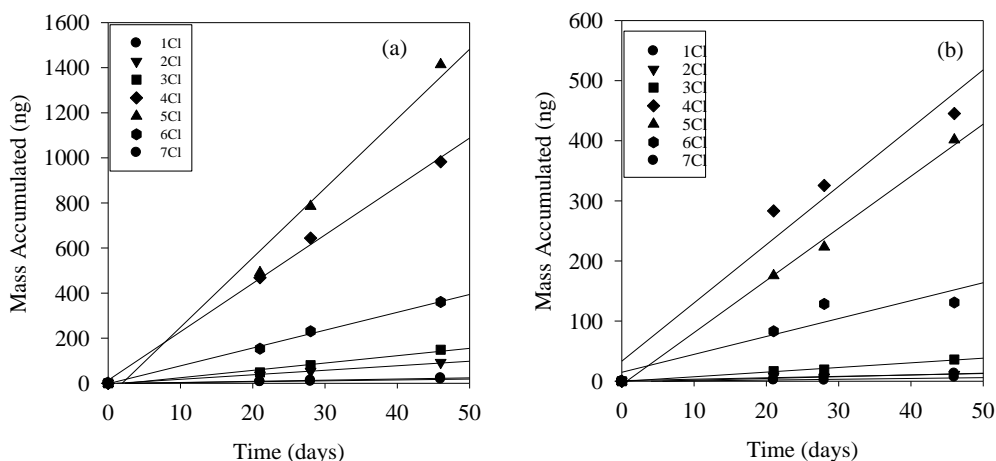 1600
1400
1200
1000
800
600
400
200
0
Mass Accumulated (ng)
1Cl
2Cl
3Cl
4Cl
5Cl
6Cl
7Cl
(a)
0 10 20 30 40 50
Time (days)
600
500
400
300
200
100
0
Mass Accumulated (ng)
1Cl
2Cl
3Cl
4Cl
5Cl
6Cl
7Cl
(b)
0 10 20 30 40 50
Time (days)